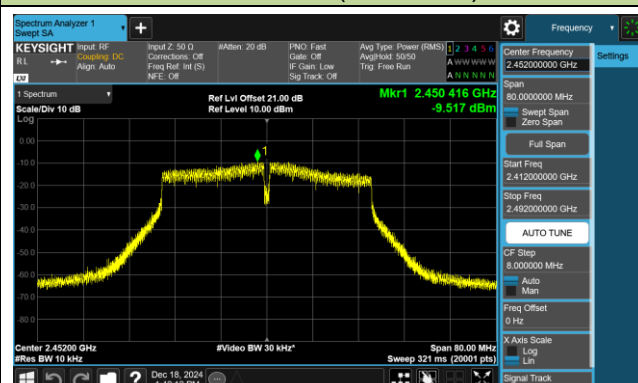 Spectrum Analyzer 1
Swept SA
Frequency
KEYSIGHT
RL
LXI
Input: RF
Coupling: DC
Align: Auto
Input Z: 50 Ω
Corrections: Off
Freq Ref: Int (S)
NFE: Off
#Atten: 20 dB
PNO: Fast
Gate: Off
IF Gain: Low
Sig Track: Off
Avg Type: Power (RMS)
Avg|Hold: 50/50
Trig: Free Run
1 2 3 4 5 6
A W W W W W
A N N N N N
1 Spectrum
Scale/Div 10 dB
Log
Ref Lvl Offset 21.00 dB
Ref Level 10.00 dBm
Mkr1 2.450 416 GHz
-9.517 dBm
1
0.00
-10.0
-20.0
-30.0
-40.0
-50.0
-60.0
-70.0
-80.0
Center 2.45200 GHz
#Res BW 10 kHz
#Video BW 30 kHz*
Span 80.00 MHz
Sweep 321 ms (20001 pts)
Dec 18, 2024
Center Frequency
2.452000000 GHz
Settings
Span
80.0000000 MHz
Swept Span
Zero Span
Full Span
Start Freq
2.412000000 GHz
Stop Freq
2.492000000 GHz
AUTO TUNE
CF Step
8.000000 MHz
Auto
Man
Freq Offset
0 Hz
X Axis Scale
Log
Lin
Signal Track